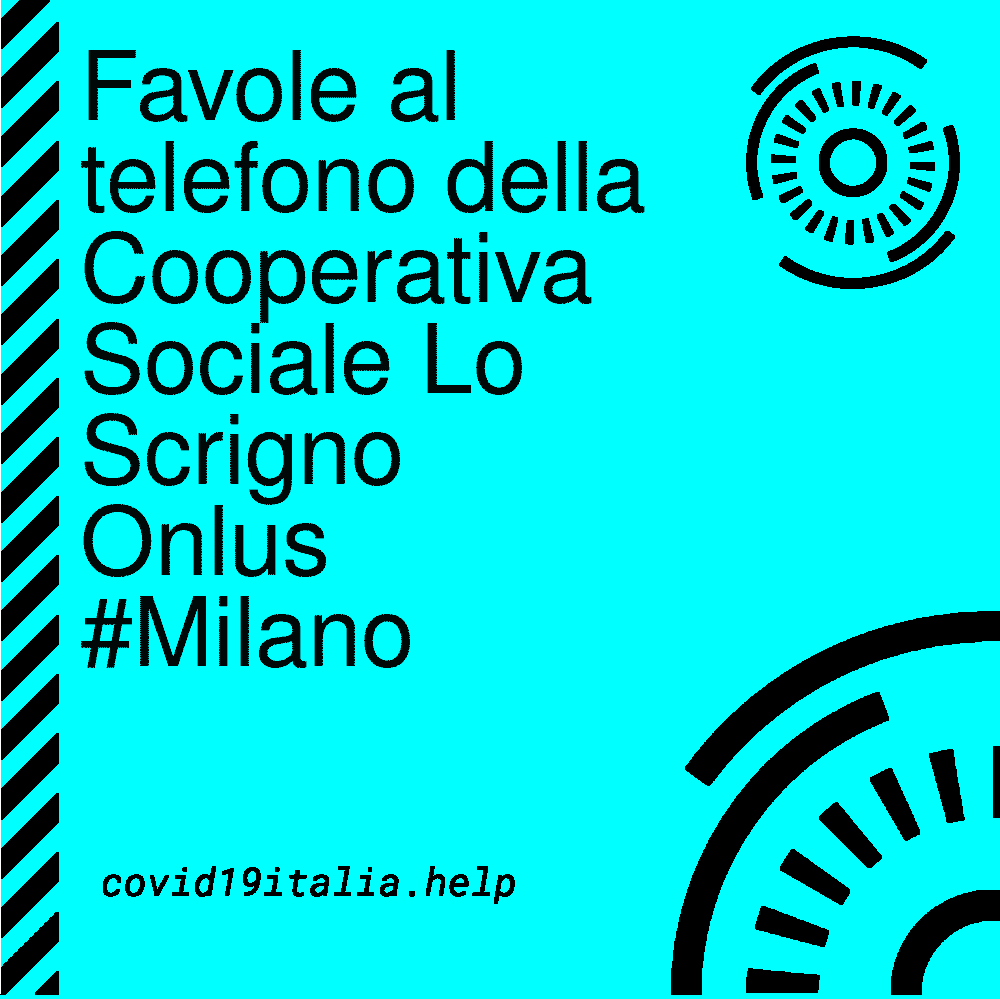 Favole al
telefono della
Cooperativa
Sociale Lo
Scrigno
Onlus
#Milano
covid19italia.help